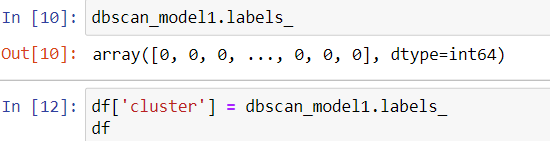 In [10]: dbscan_model1.labels_
Out[10]: array([0, 0, 0, ..., 0, 0, 0], dtype=int64)
In [12]: df['cluster'] = dbscan_model1.labels_
df